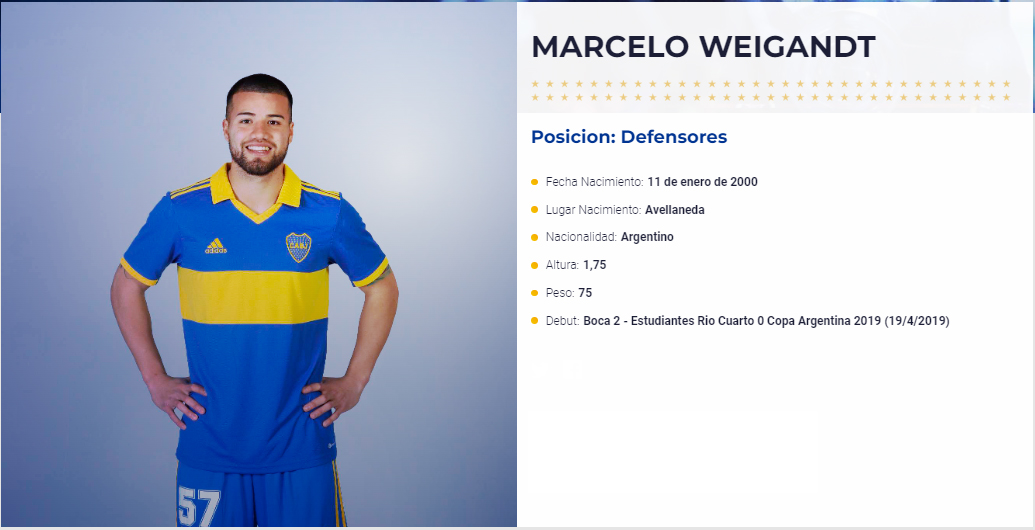 MARCELO WEIGANDT
Posicion: Defensores
Fecha Nacimiento: 11 de enero de 2000
Lugar Nacimiento: Avellaneda
Nacionalidad: Argentino
Altura: 1,75
Peso: 75
Debut: Boca 2 - Estudiantes Rio Cuarto 0 Copa Argentina 2019 (19/4/2019)
adidas
CABJ
57